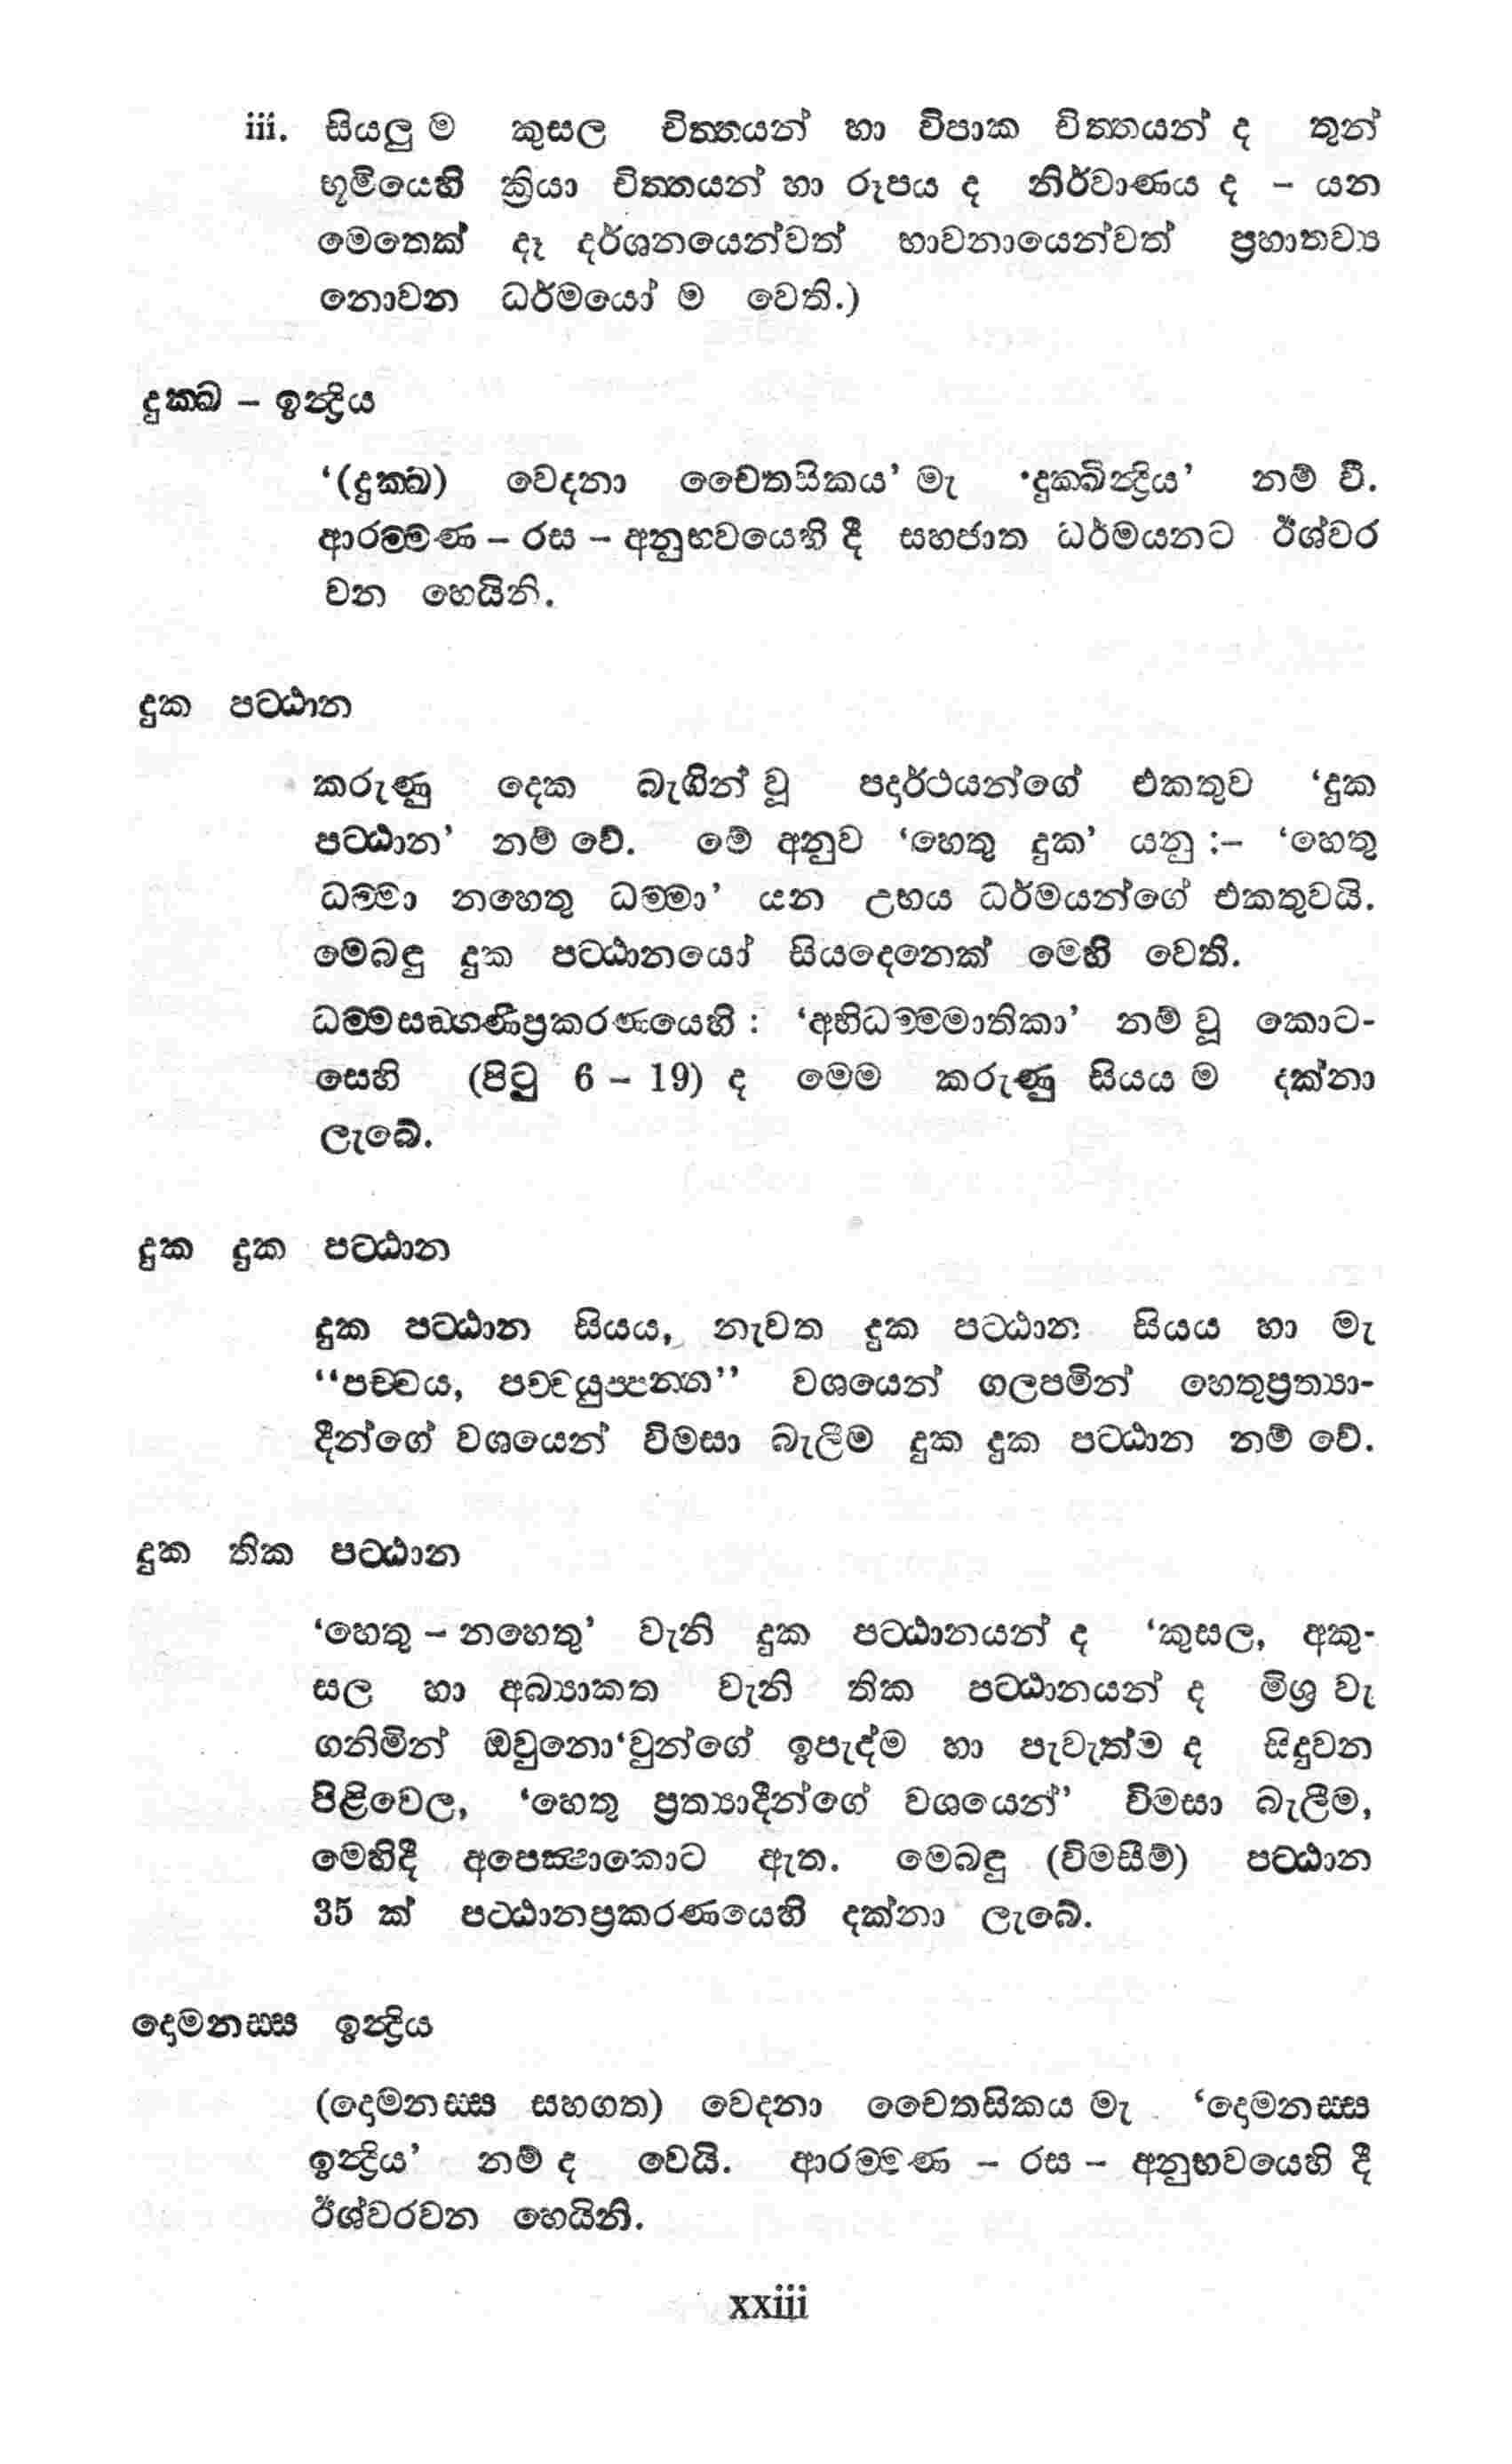 iii. සියලු ම කුසල චිත්තයන් හා විපාක චිත්තයන් ද තුන්
භූමියෙහි ක්‍රියා චිත්තයන් හා රූපය ද නිර්වාණය ද – යන
මෙතෙක් දෑ දර්ශනයෙන්වත් භාවනායෙන්වත් ප්‍රහාතව්‍ය
නොවන ධර්මයෝ ම වෙති.)
දුක්ඛ – ඉන්ද්‍රිය
‘(දුක්ඛ) වෙදනා චෛතසිකය’ මැ ‘දුක්ඛින්ද්‍රිය’ නම් වී.
ආරම්මණ – රස – අනුභවයෙහි දී සහජාත ධර්මයනට ඊශ්වර
වන හෙයිනි.
දුක පට්ඨාන
කරුණු දෙක බැගින් වූ පදාර්ථයන්ගේ එකතුව ‘දුක
පට්ඨාන’ නම් වේ. මේ අනුව ‘හෙතු දුක’ යනු :– ‘හෙතු
ධම්මා නහෙතු ධම්මා’ යන උභය ධර්මයන්ගේ එකතුවයි.
මෙබඳු දුක පට්ඨානයෝ සියදෙනෙක් මෙහි වෙති.
ධම්මසඞ්ගණීප්‍රකරණයෙහි : ‘අභිධම්මමාතිකා’ නම් වූ කොට-
සෙහි (පිටු 6 – 19) ද මෙම කරුණු සියය ම දක්නා
ලැබේ.
දුක දුක පට්ඨාන
දුක පට්ඨාන සියය, නැවත දුක පට්ඨාන සියය හා මැ
“පච්චය, පච්චයුප්පන්න” වශයෙන් ගලපමින් හෙතුප්‍රත්‍යා-
දීන්ගේ වශයෙන් විමසා බැලීම දුක දුක පට්ඨාන නම් වේ.
දුක තික පට්ඨාන
‘හෙතු – නහෙතු’ වැනි දුක පට්ඨානයන් ද ‘කුසල, අකු-
සල හා අබ්‍යාකත වැනි තික පට්ඨානයන් ද මිශ්‍ර වැ
ගනිමින් ඔවුනො‘වුන්ගේ ඉපැද්ම හා පැවැත්ම ද සිදුවන
පිළිවෙල, ‘හෙතු ප්‍රත්‍යාදීන්ගේ වශයෙන්’ විමසා බැලීම,
මෙහිදී අපෙක්‍ෂාකොට ඇත. මෙබඳු (විමසීම්) පට්ඨාන
35 ක් පට්ඨානප්‍රකරණයෙහි දක්නා ලැබේ.
දොමනස්ස ඉන්ද්‍රිය
(දොමනස්ස සහගත) වෙදනා චෛතසිකය මැ ‘දොමනස්ස
ඉන්ද්‍රිය’ නම් ද වෙයි. ආරම්මණ – රස – අනුභවයෙහි දී
ඊශ්වරවන හෙයිනි.
xxiii